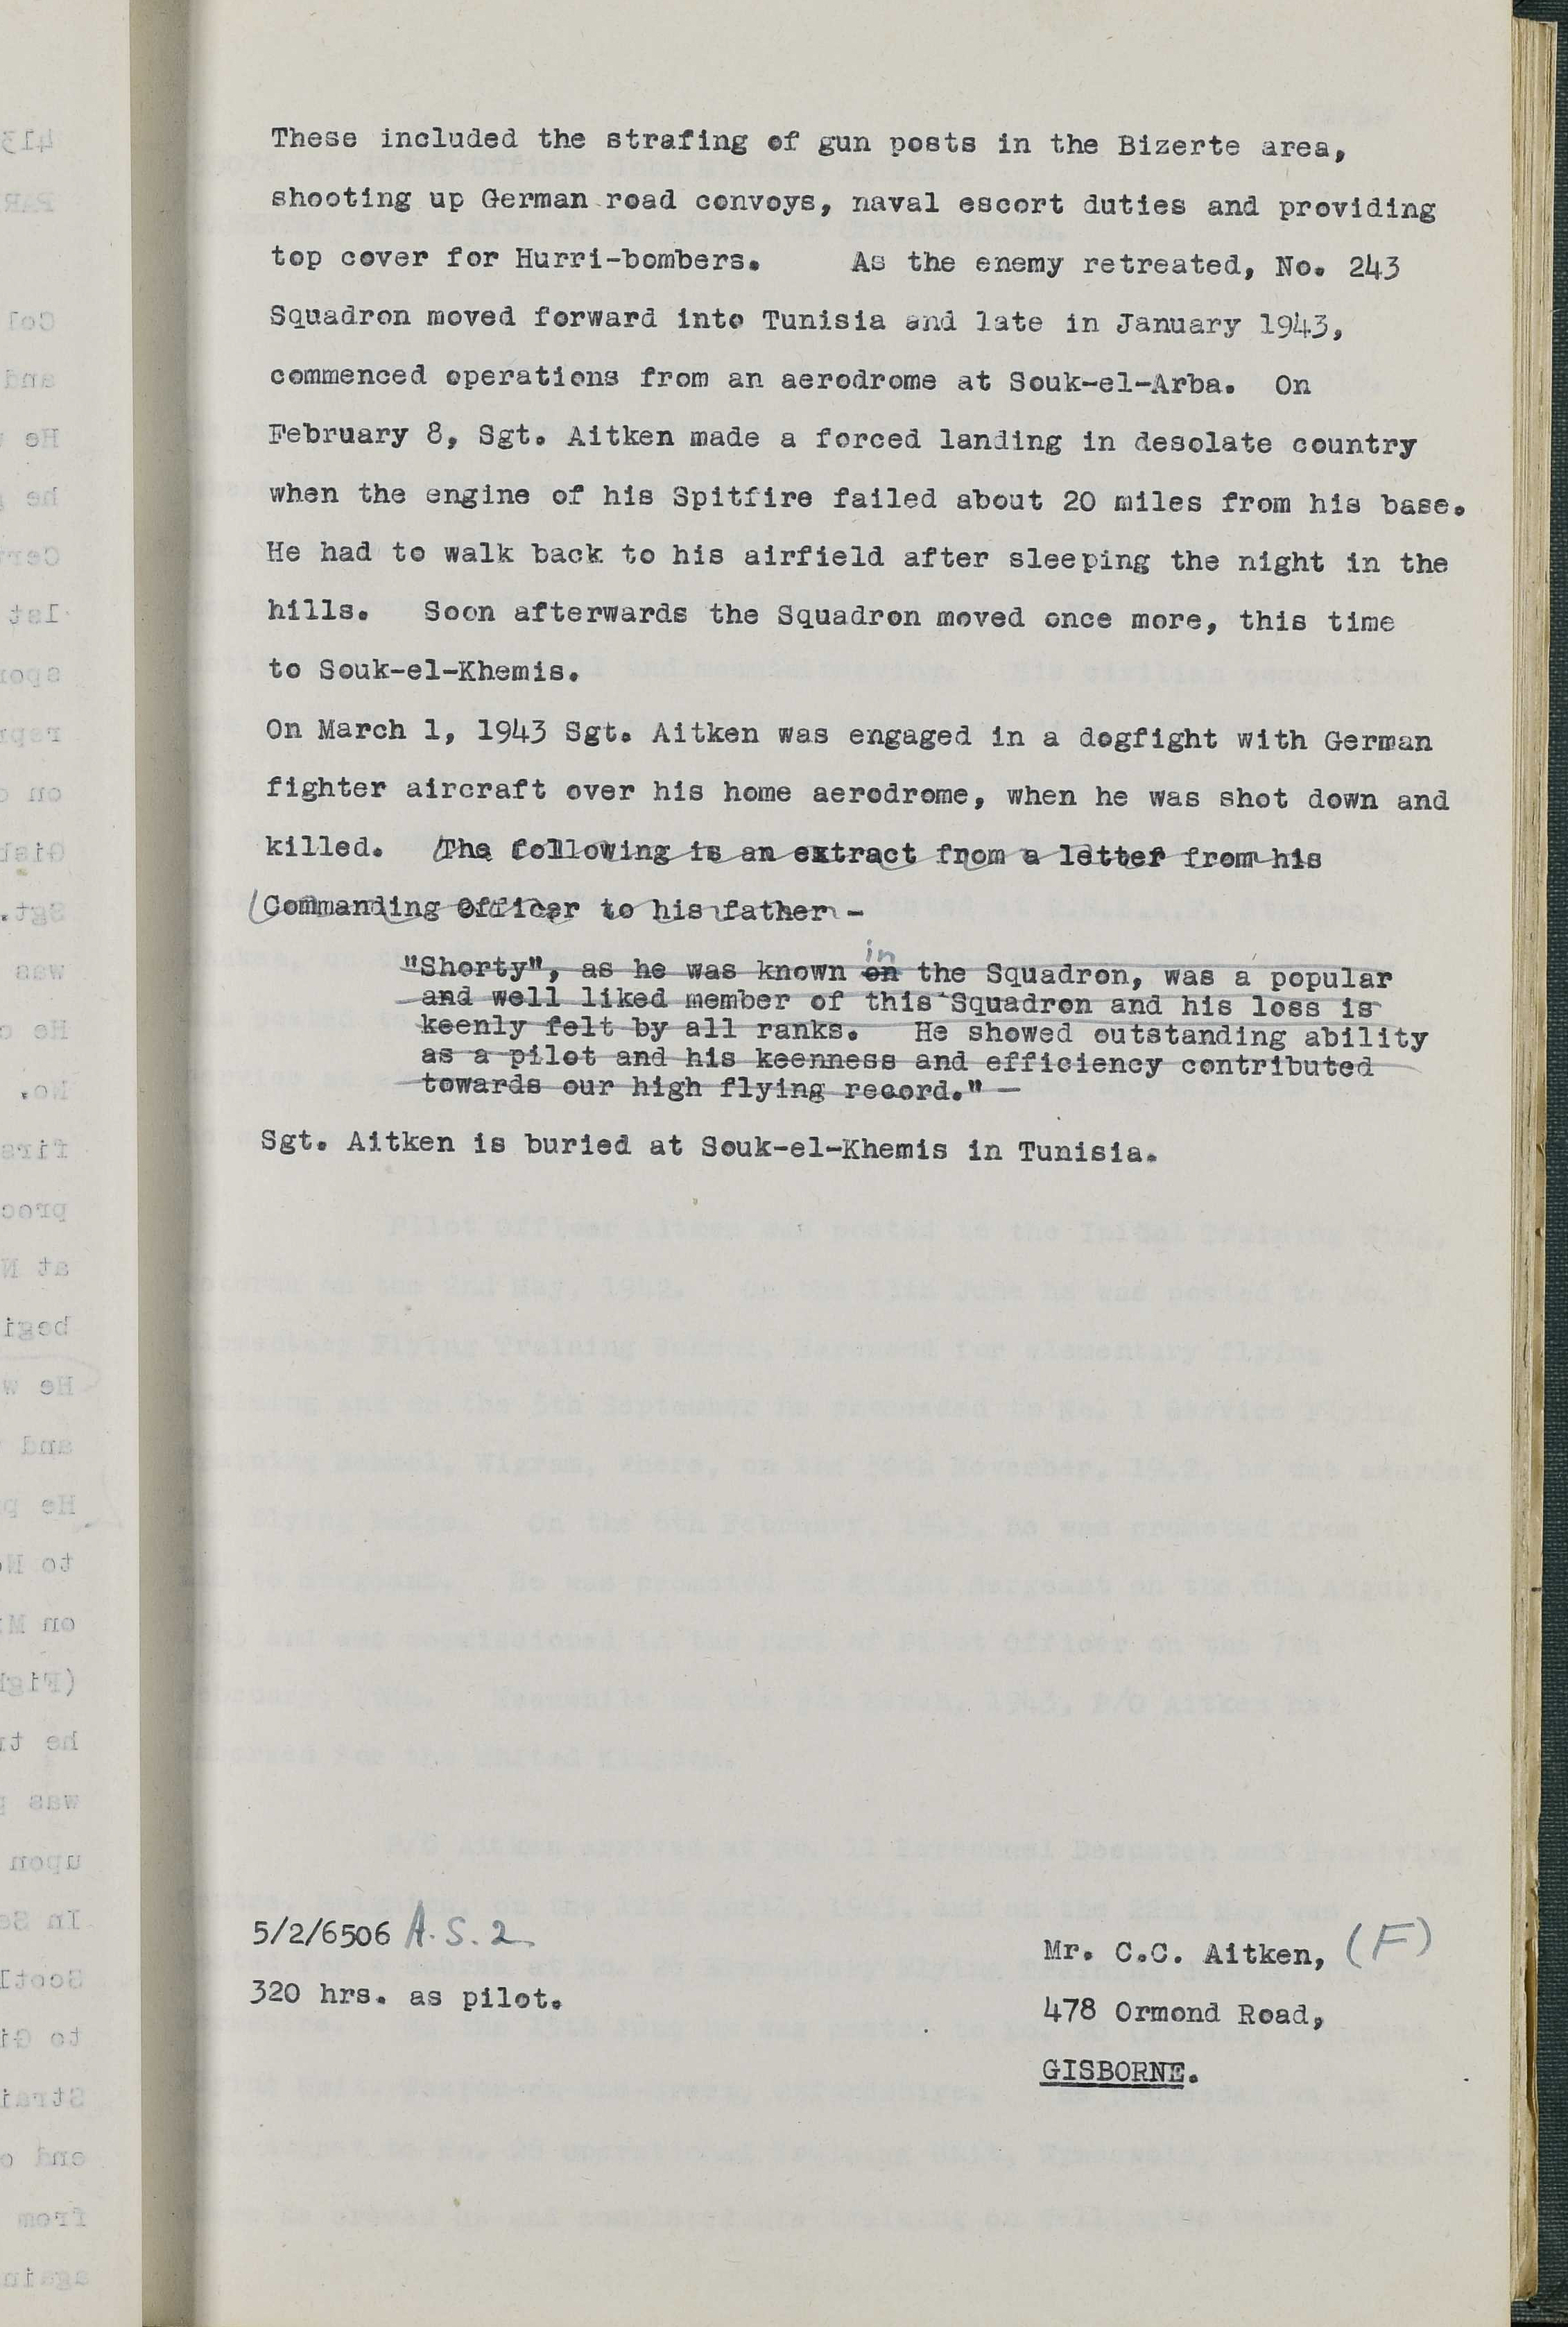 These included the strafing of gun posts in the Bizerte area,
shooting up German road convoys, naval escort duties and providing
top cover for Hurri-bombers. As the enemy retreated, No. 243
Squadron moved forward into Tunisia and late in January 1943,
commenced operations from an aerodrome at Souk-el-Arba. On
February 8, Sgt. Aitken made a forced landing in desolate country
when the engine of his Spitfire failed about 20 miles from his base.
He had to walk back to his airfield after sleeping the night in the
hills. Soon afterwards the Squadron moved once more, this time
to Souk-el-Khemis.
On March 1, 1943 Sgt. Aitken was engaged in a dogfight with German
fighter aircraft over his home aerodrome, when he was shot down and
killed. The following is an extract from a letter from his
Commanding Officer to his father -
in
"Shorty", as he was known on the Squadron, was a popular
and well liked member of this Squadron and his loss is
keenly felt by all ranks. He showed outstanding ability
as a pilot and his keenness and efficiency contributed
towards our high flying record." -
Sgt. Aitken is buried at Souk-el-Khemis in Tunisia.
5/2/6506 A.S.2.
320 hrs. as pilot.
Mr. C.C. Aitken, (F)
478 Ormond Road,
GISBORNE.